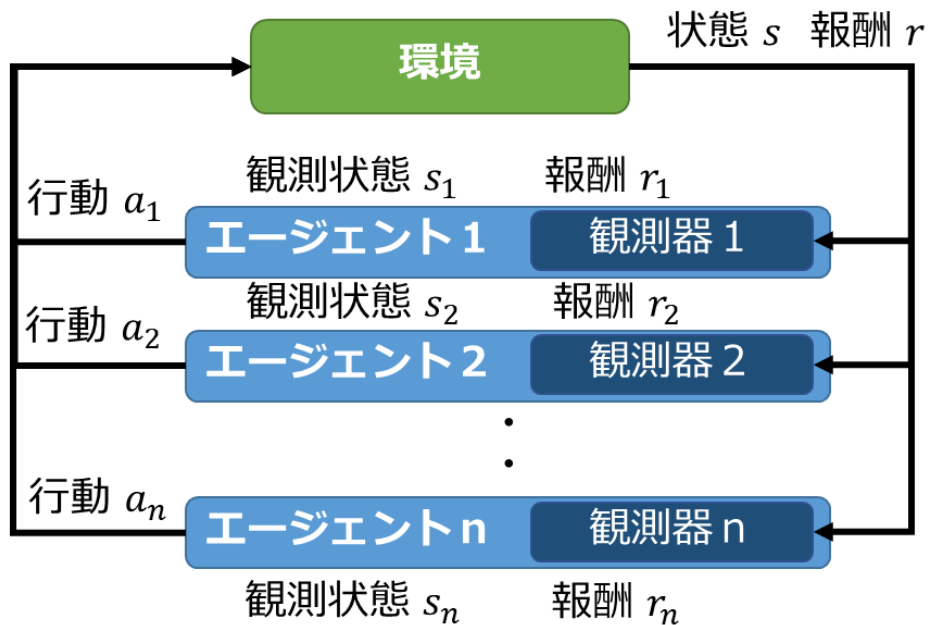 状態 s 報酬 r
環境
観測状態 s₁ 報酬 r₁
行動 a₁
エージェント１ 観測器１
観測状態 s₂ 報酬 r₂
行動 a₂
エージェント２ 観測器２
・
・
行動 aₙ
エージェントｎ 観測器ｎ
観測状態 sₙ 報酬 rₙ